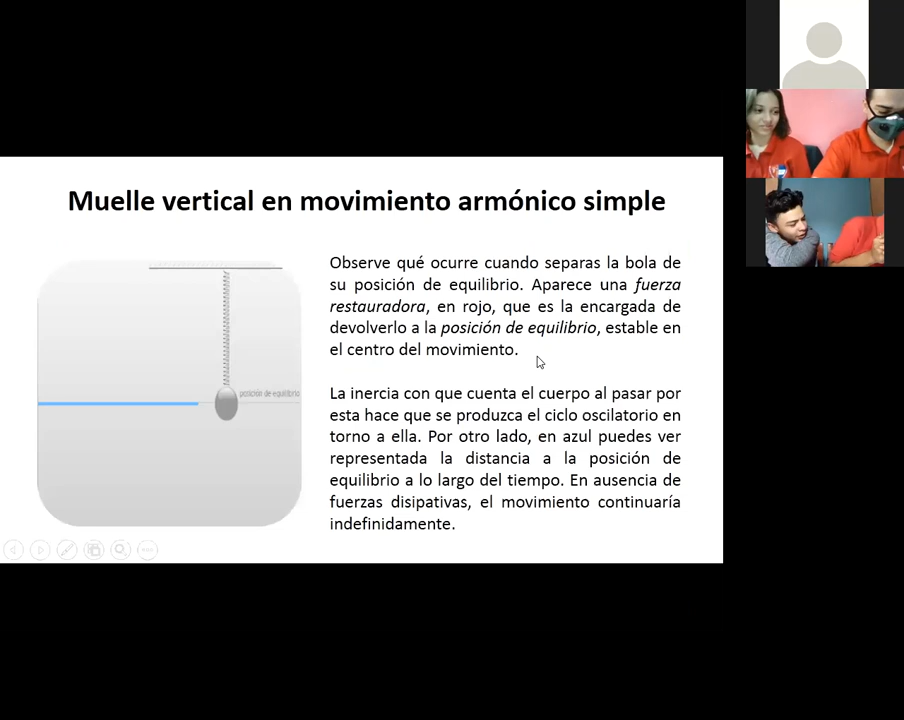 Muelle vertical en movimiento armónico simple
Observe qué ocurre cuando separas la bola de
su posición de equilibrio. Aparece una fuerza
restauradora, en rojo, que es la encargada de
devolverlo a la posición de equilibrio, estable en
el centro del movimiento.
posición de equilibrio
La inercia con que cuenta el cuerpo al pasar por
esta hace que se produzca el ciclo oscilatorio en
torno a ella. Por otro lado, en azul puedes ver
representada la distancia a la posición de
equilibrio a lo largo del tiempo. En ausencia de
fuerzas disipativas, el movimiento continuaría
indefinidamente.